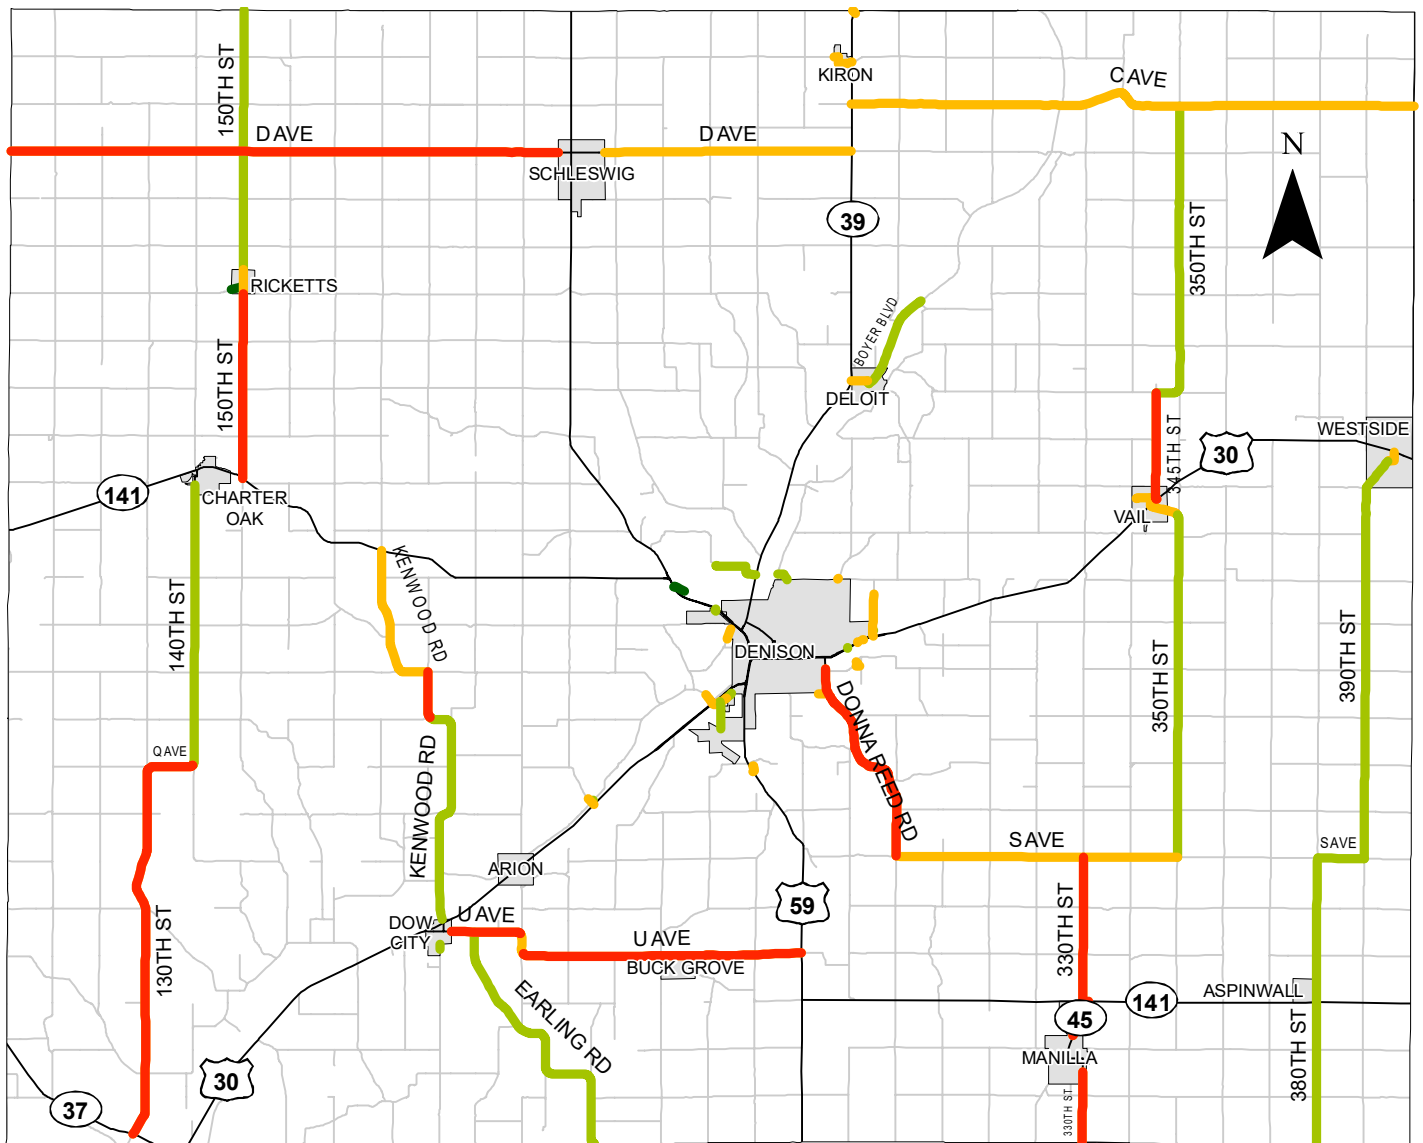 KIRON
C AVE
150TH ST
D AVE
D AVE
N
SCHLESWIG
39
350TH ST
RICKETTS
BOYER BLVD
150TH ST
DELOIT
345TH ST
WESTSIDE
30
141
CHARTER
OAK
VAIL
KENWOOD RD
140TH ST
DENISON
350TH ST
390TH ST
DONNA REED RD
Q AVE
KENWOOD RD
S AVE
S AVE
ARION
59
DOW
CITY
U AVE
U AVE
330TH ST
130TH ST
BUCK GROVE
EARLING RD
ASPINWALL
141
45
MANILLA
380TH ST
30
37
330TH ST